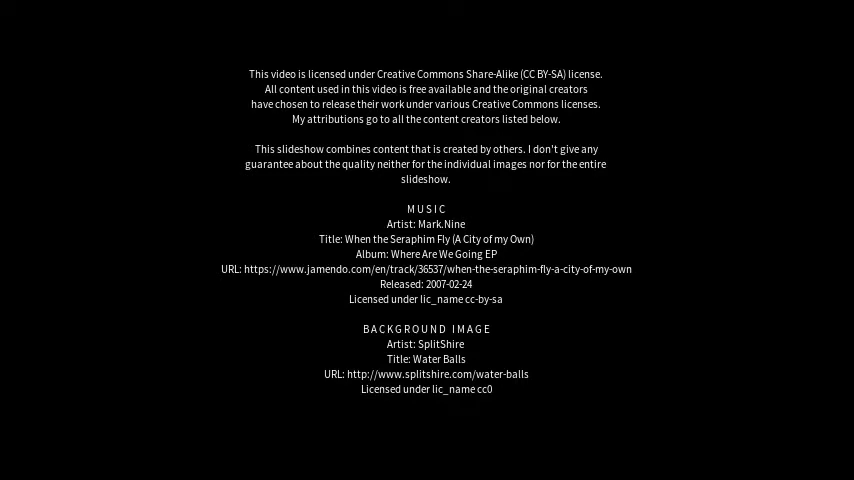 This video is licensed under Creative Commons Share-Alike (CC BY-SA) license.
All content used in this video is free available and the original creators
have chosen to release their work under various Creative Commons licenses.
My attributions go to all the content creators listed below.
This slideshow combines content that is created by others. I don't give any
guarantee about the quality neither for the individual images nor for the entire
slideshow.
MUSIC
Artist: Mark.Nine
Title: When the Seraphim Fly (A City of my Own)
Album: Where Are We Going EP
URL: https://www.jamendo.com/en/track/36537/when-the-seraphim-fly-a-city-of-my-own
Released: 2007-02-24
Licensed under lic_name cc-by-sa
BACKGROUND IMAGE
Artist: SplitShire
Title: Water Balls
URL: http://www.splitshire.com/water-balls
Licensed under lic_name cc0